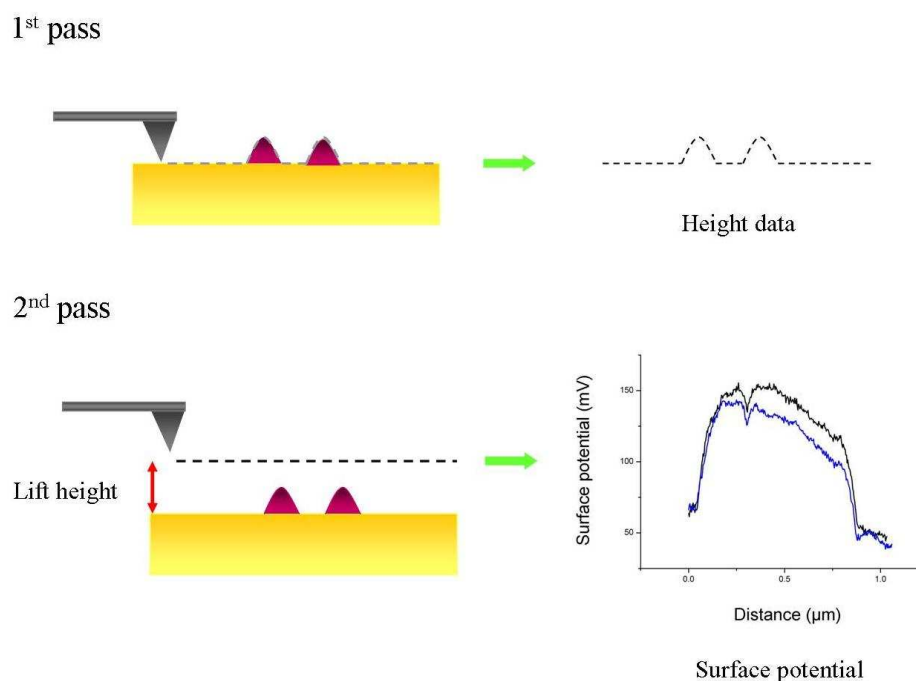 1st pass
Height data
2nd pass
Lift height
Surface potential (mV)
150
100
50
0.0
0.5
1.0
Distance (µm)
Surface potential